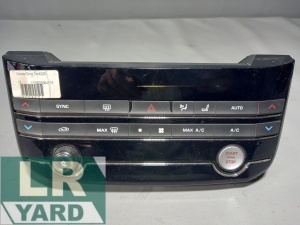 SYNC AUTO
MAX MAX A/C A/C
START
STOP
LR
YARD